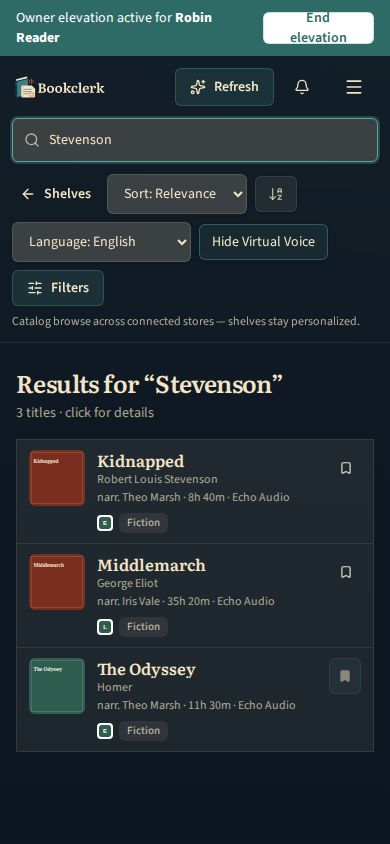 Owner elevation active for Robin
Reader
End
elevation
Bookclerk
Refresh
Stevenson
Shelves
Sort: Relevance
A
Z
Language: English
Hide Virtual Voice
Filters
Catalog browse across connected stores — shelves stay personalized.
Results for “Stevenson”
3 titles · click for details
Kidnapped
Kidnapped
Robert Louis Stevenson
narr. Theo Marsh · 8h 40m · Echo Audio
E
Fiction
Middlemarch
Middlemarch
George Eliot
narr. Iris Vale · 35h 20m · Echo Audio
L
Fiction
The Odyssey
The Odyssey
Homer
narr. Theo Marsh · 11h 30m · Echo Audio
E
Fiction